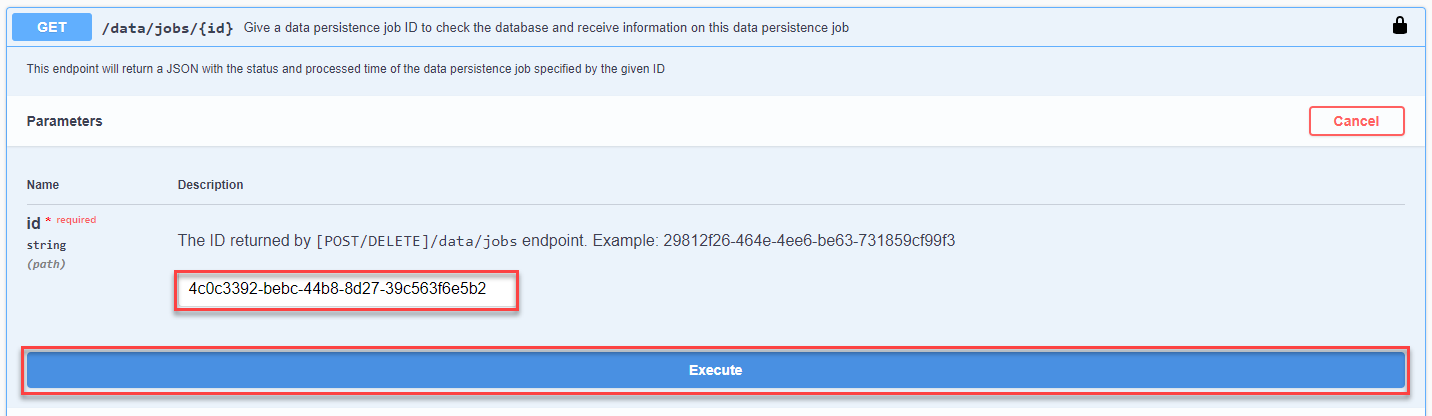 GET /data/jobs/{id} Give a data persistence job ID to check the database and receive information on this data persistence job
This endpoint will return a JSON with the status and processed time of the data persistence job specified by the given ID
Parameters Cancel
Name Description
id * required
string
(path)
The ID returned by [POST/DELETE]/data/jobs endpoint. Example: 29812f26-464e-4ee6-be63-731859cf99f3
4c0c3392-bebc-44b8-8d27-39c563f6e5b2
Execute